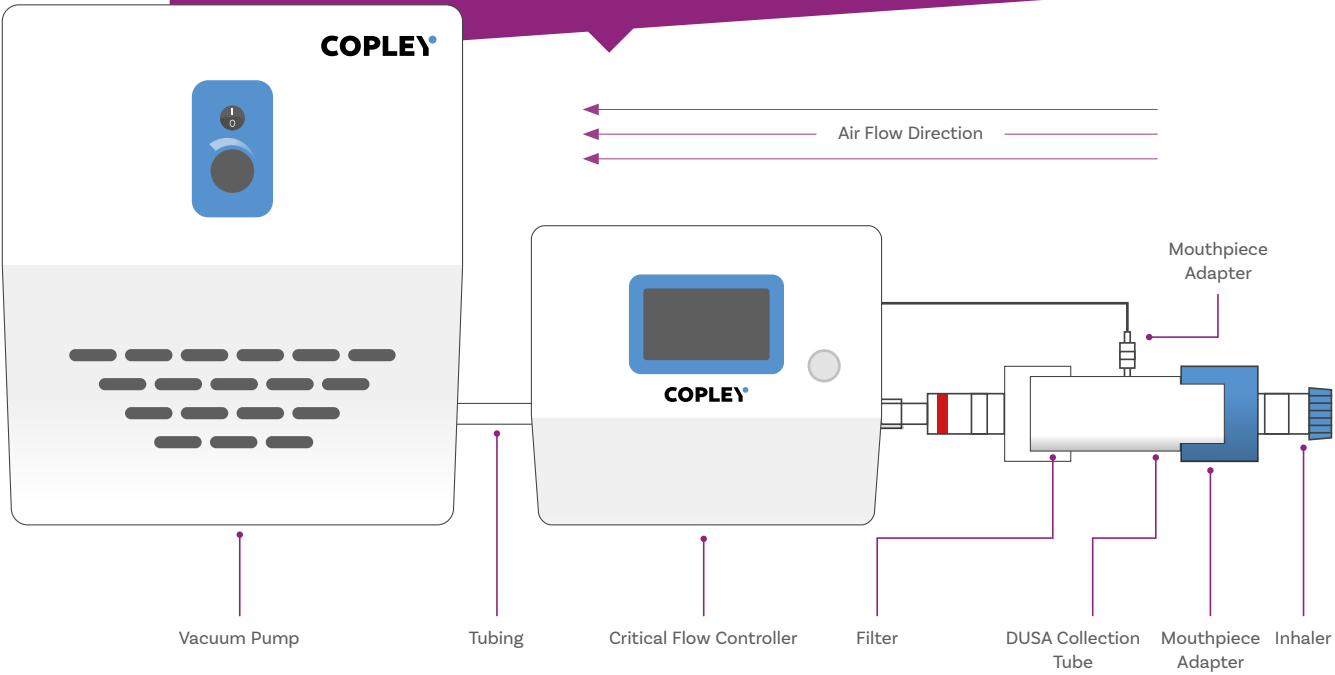 COPLEY
I
O
Air Flow Direction
Mouthpiece
Adapter
COPLEY
Vacuum Pump
Tubing
Critical Flow Controller
Filter
DUSA Collection
Tube
Mouthpiece
Adapter
Inhaler